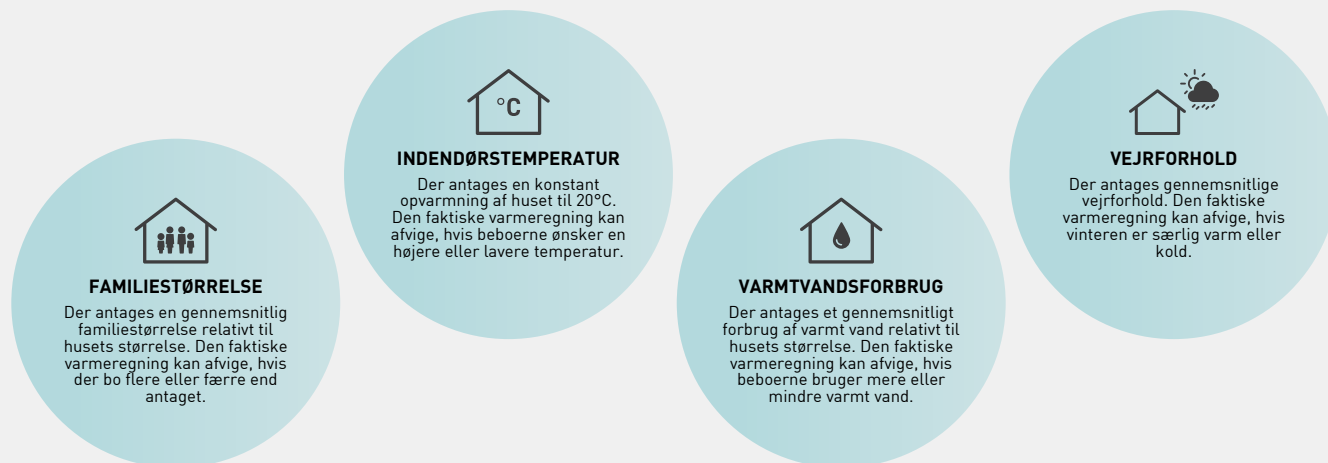 FAMILIESTØRRELSE
Der antages en gennemsnitlig
familiestørrelse relativt til
husets størrelse. Den faktiske
varmeregning kan afvige, hvis
der bo flere eller færre end
antaget.
°C
INDENDØRSTEMPERATUR
Der antages en konstant
opvarmning af huset til 20°C.
Den faktiske varmeregning kan
afvige, hvis beboerne ønsker en
højere eller lavere temperatur.
VARMTVANDSFORBRUG
Der antages et gennemsnitligt
forbrug af varmt vand relativt til
husets størrelse. Den faktiske
varmeregning kan afvige, hvis
beboerne bruger mere eller
mindre varmt vand.
VEJRFORHOLD
Der antages gennemsnitlige
vejrforhold. Den faktiske
varmeregning kan afvige, hvis
vinteren er særlig varm eller
kold.